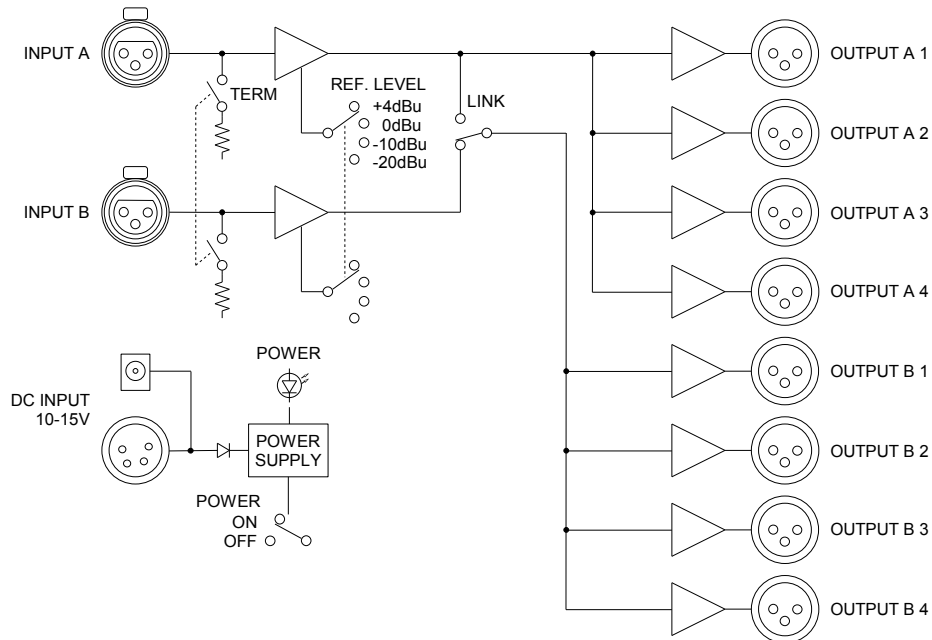 INPUT A
TERM
REF. LEVEL
+4dBu
0dBu
-10dBu
-20dBu
LINK
OUTPUT A 1
OUTPUT A 2
INPUT B
OUTPUT A 3
OUTPUT A 4
DC INPUT
10-15V
POWER
POWER
SUPPLY
POWER
ON
OFF
OUTPUT B 1
OUTPUT B 2
OUTPUT B 3
OUTPUT B 4